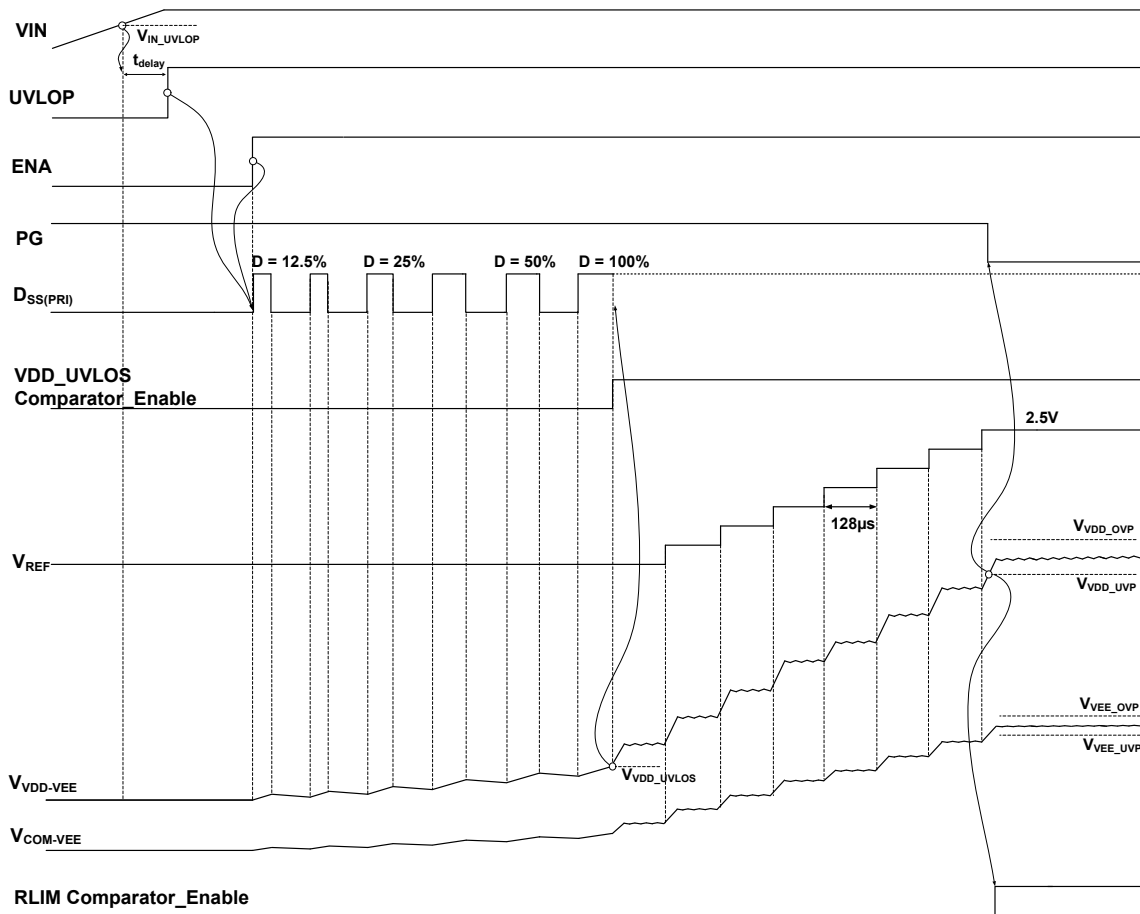 VIN
VIN_UVLOP
tdelay
UVLOP
ENA
PG
D = 12.5% D = 25% D = 50% D = 100%
DSS(PRI)
VDD_UVLOS
Comparator_Enable
2.5V
128µs
VREF
VVDD_OVP
VVDD_UVP
VVEE_OVP
VVEE_UVP
VVDD_UVLOS
VVDD-VEE
VCOM-VEE
RLIM Comparator_Enable